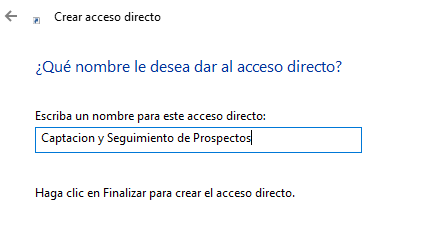 Crear acceso directo
¿Qué nombre le desea dar al acceso directo?
Escriba un nombre para este acceso directo:
Captacion y Seguimiento de Prospectos
Haga clic en Finalizar para crear el acceso directo.